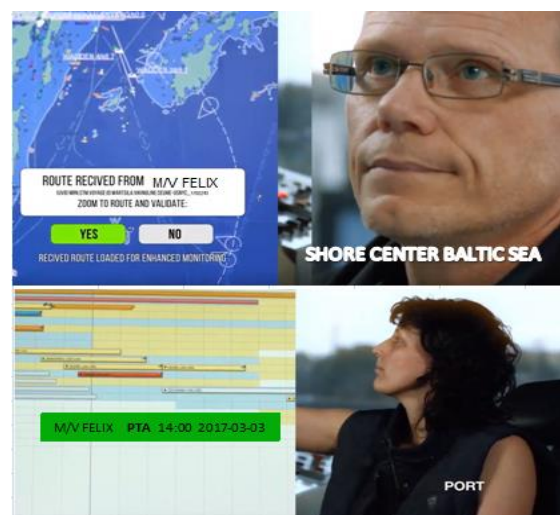 ROUTE RECIVED FROM M/V FELIX
ZOOM TO ROUTE AND VALIDATE:
YES
NO
RECIVED ROUTE LOADED FOR ENHANCED MONITORING
SHORE CENTER BALTIC SEA
M/V FELIX PTA 14:00 2017-03-03
PORT